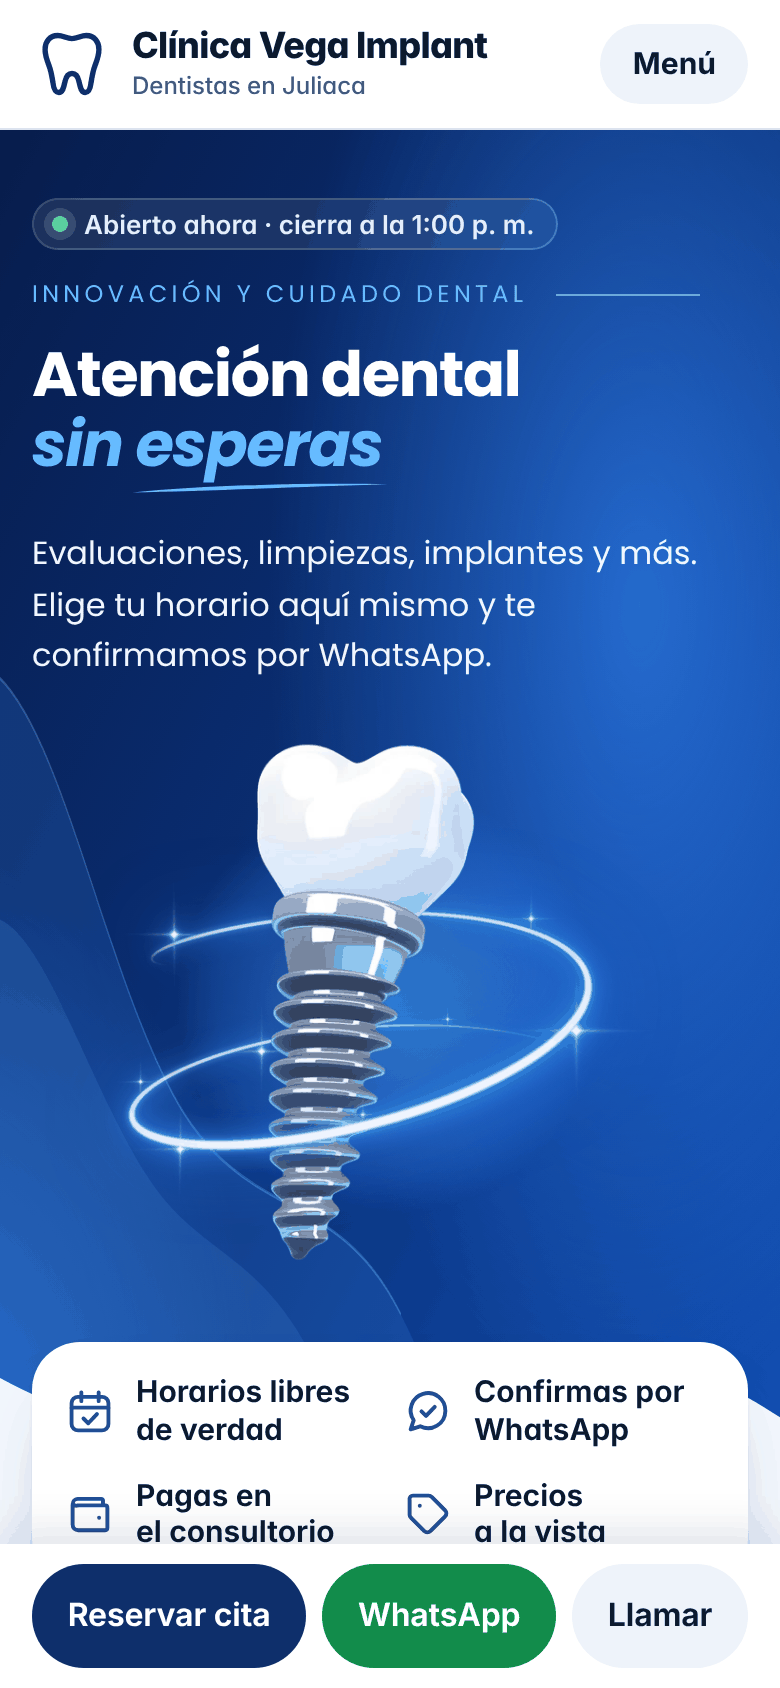 Clínica Vega Implant
Dentistas en Juliaca
Menú
Abierto ahora · cierra a la 1:00 p. m.
INNOVACIÓN Y CUIDADO DENTAL
Atención dental
sin esperas
Evaluaciones, limpiezas, implantes y más.
Elige tu horario aquí mismo y te
confirmamos por WhatsApp.
Horarios libres
de verdad
Confirmas por
WhatsApp
Pagas en
el consultorio
Precios
a la vista
Reservar cita
WhatsApp
Llamar